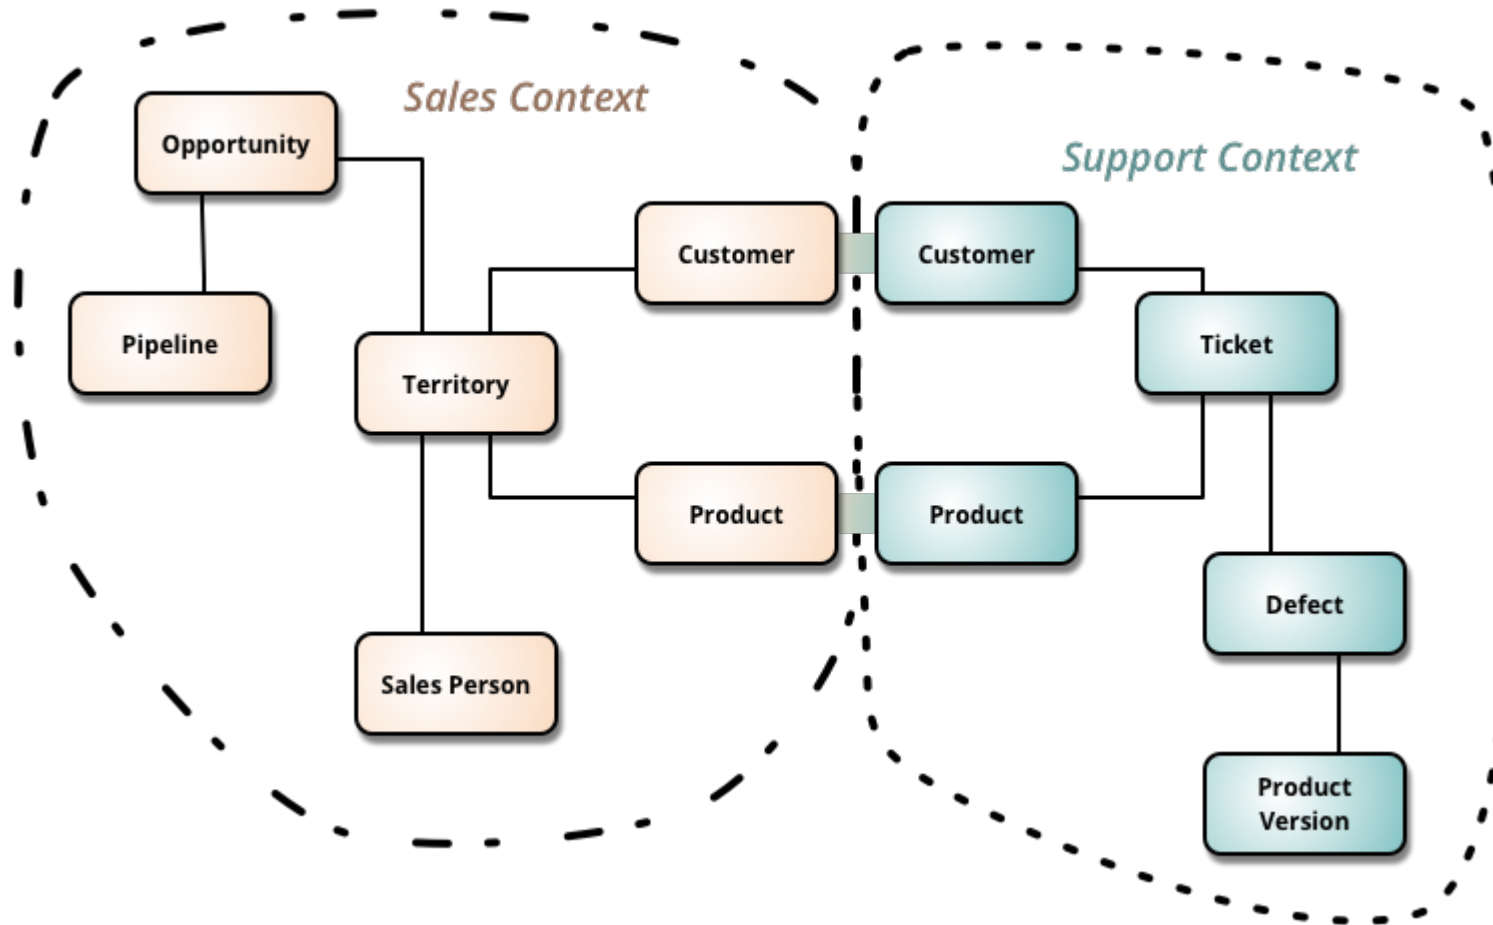 Sales Context
Opportunity
Support Context
Customer
Customer
Pipeline
Ticket
Territory
Product
Product
Defect
Sales Person
Product
Version